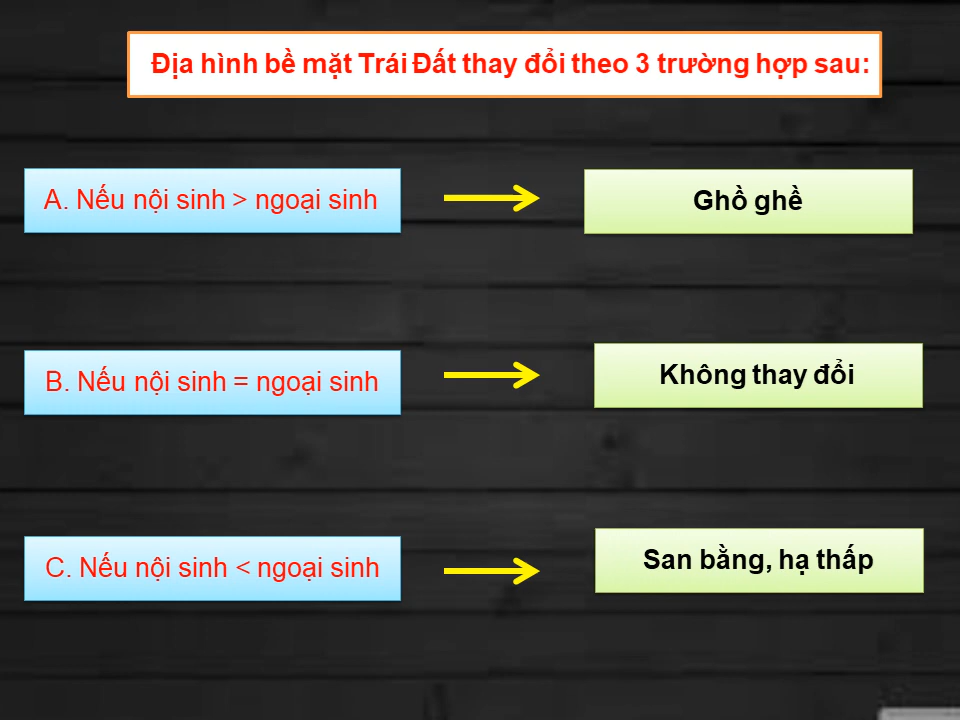 Địa hình bề mặt Trái Đất thay đổi theo 3 trường hợp sau:
A. Nếu nội sinh > ngoại sinh
Ghồ ghề
B. Nếu nội sinh = ngoại sinh
Không thay đổi
C. Nếu nội sinh < ngoại sinh
San bằng, hạ thấp